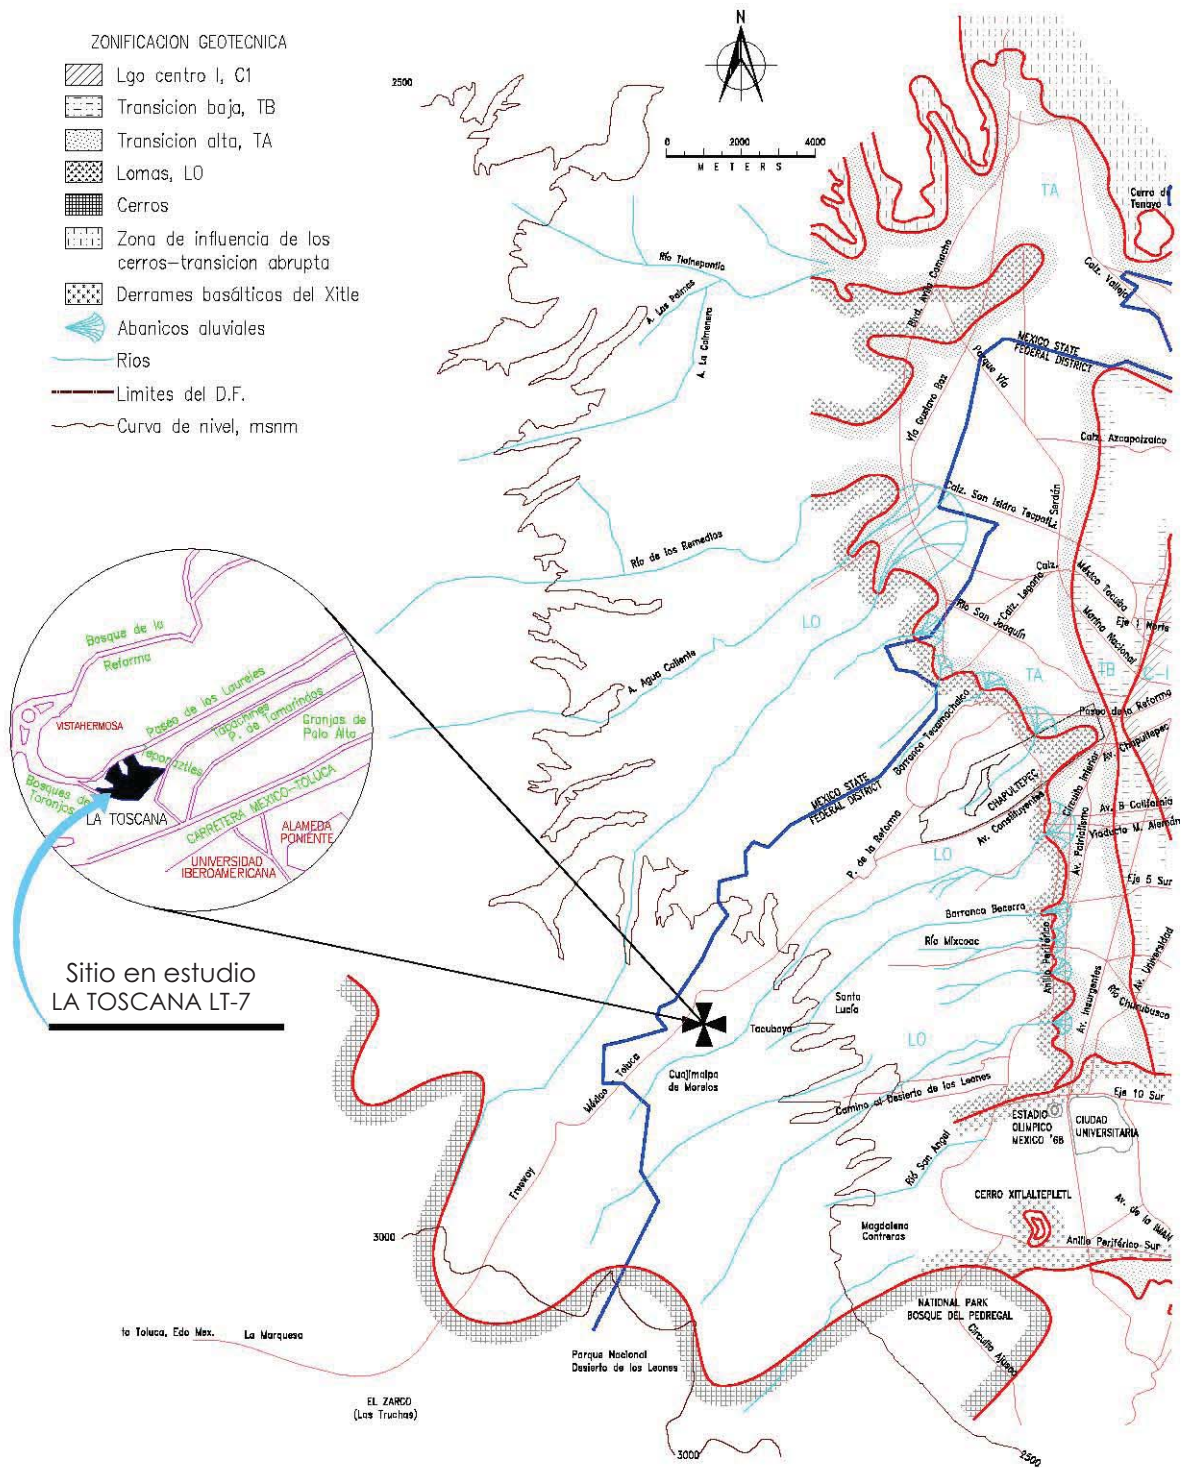 ZONIFICACION GEOTECNICA
Lgo centro I, C1
Transicion baja, TB
Transicion alta, TA
Lomas, LO
Cerros
Zona de influencia de los
cerros-transicion abrupta
Derrames basálticos del Xitle
Abanicos aluviales
Rios
Limites del D.F.
Curva de nivel, msnm
N
0 2000 4000
METERS
2500
TA
Cerro de
Tenayo
Calz. Vallejo
Blvd. Avila Camacho
Río Tlalnepantla
A. Las Palmas
A. La Colmenera
MEXICO STATE
FEDERAL DISTRICT
Parque Vía
Vía Gustavo Baz
Calz. Azcapozalco
Calz. San Isidro Tecpatl
A. Serdán
Río de los Remedios
Calz.
Calz. Legaria
México Tacuba
Eje 1 Norte
Marina Nacional
Río San Joaquín
LO
TA
TB
C-I
A. Agua Caliente
Paseo de la Reforma
Av. Chapultepec
Barranca Tecamachalco
Circuito Interior
CHAPULTEPEC
Av. Constituyentes
MEXICO STATE
FEDERAL DISTRICT
P. de la Reforma
Av. B California
Viaducto M. Alemán
Av. Patriotismo
LO
Eje 5 Sur
Barranca Becerra
Río Mixcoac
Anillo Periférico
Av. Universidad
Av. Insurgentes
Río Churubusco
Bosque de la
Reforma
Paseo de los Laureles
Tabachines
P. de Tamarindos
VISTAHERMOSA
Granjas de
Palo Alto
Teponaztles
Bosques de
Toronjos
LA TOSCANA
CARRETERA MEXICO-TOLUCA
ALAMEDA
PONIENTE
UNIVERSIDAD
IBEROAMERICANA
Sitio en estudio
LA TOSCANA LT-7
Santa
Lucía
Tacubaya
LO
Cuajimalpa
de Morelos
México Toluca
Freeway
Camino al Desierto de los Leones
Eje 10 Sur
ESTADIO
OLIMPICO
MEXICO '68
CIUDAD
UNIVERSITARIA
Río San Angel
CERRO XITLALTEPLETL
Av. de la IMAN
Anillo Periférico Sur
Magdalena
Contreras
3000
NATIONAL PARK
BOSQUE DEL PEDREGAL
Circuito Ajusco
to Toluca, Edo Mex.
La Marquesa
Parque Nacional
Desierto de los Leones
EL ZARCO
(Las Truchas)
3000
2500